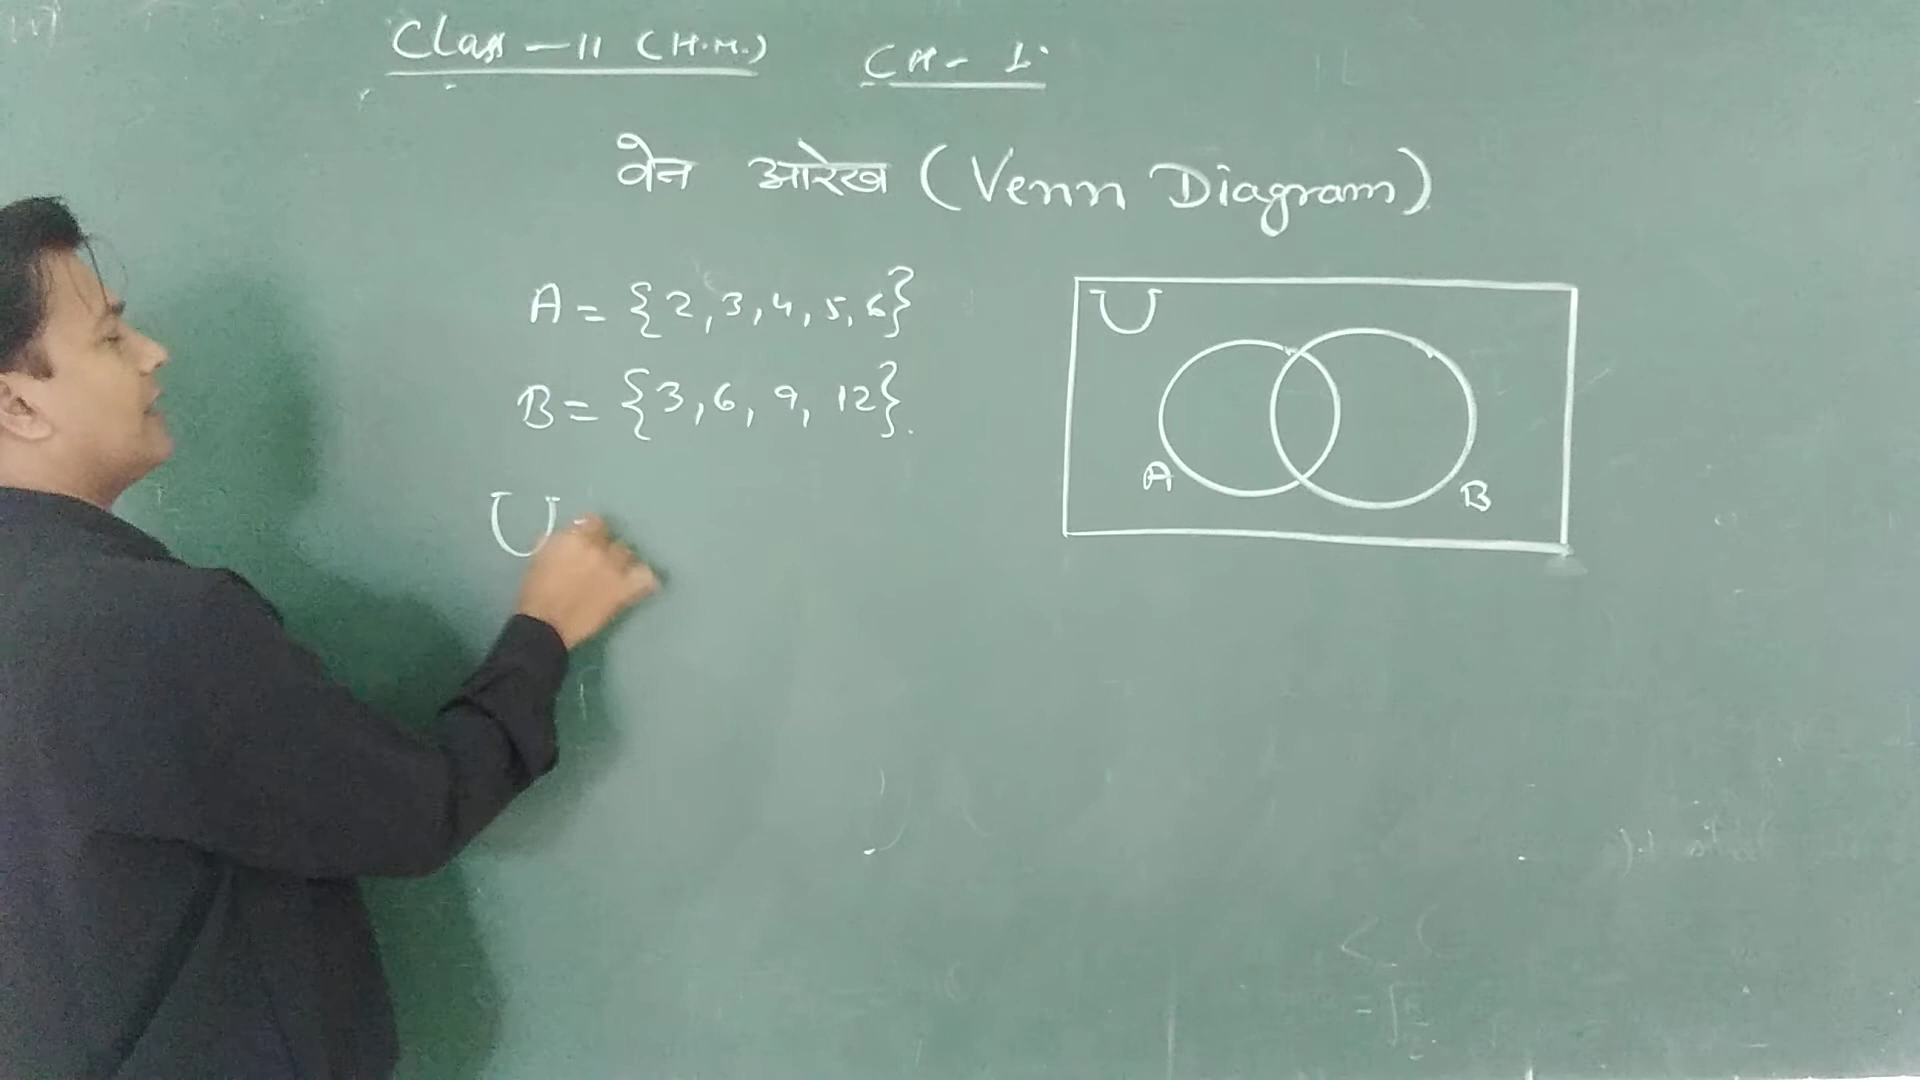 Class - 11 (H.M.) CH - 1.
वेन आरेख (Venn Diagram)
A = {2, 3, 4, 5, 6}
B = {3, 6, 9, 12}.
U
U
A
B